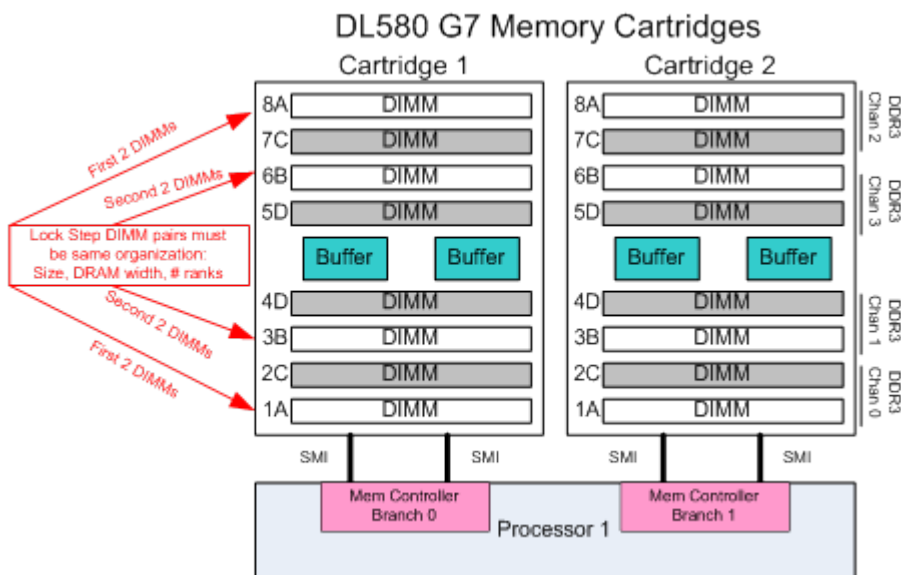 DL580 G7 Memory Cartridges
Cartridge 1
8A DIMM
7C DIMM
6B DIMM
5D DIMM
Buffer Buffer
4D DIMM
3B DIMM
2C DIMM
1A DIMM
Cartridge 2
8A DIMM
7C DIMM
6B DIMM
5D DIMM
Buffer Buffer
4D DIMM
3B DIMM
2C DIMM
1A DIMM
DDR3
Chan 2
DDR3
Chan 3
DDR3
Chan 1
DDR3
Chan 0
First 2 DIMMs
Second 2 DIMMs
Lock Step DIMM pairs must
be same organization:
Size, DRAM width, # ranks
Second 2 DIMMs
First 2 DIMMs
SMI SMI
SMI SMI
Mem Controller
Branch 0
Mem Controller
Branch 1
Processor 1